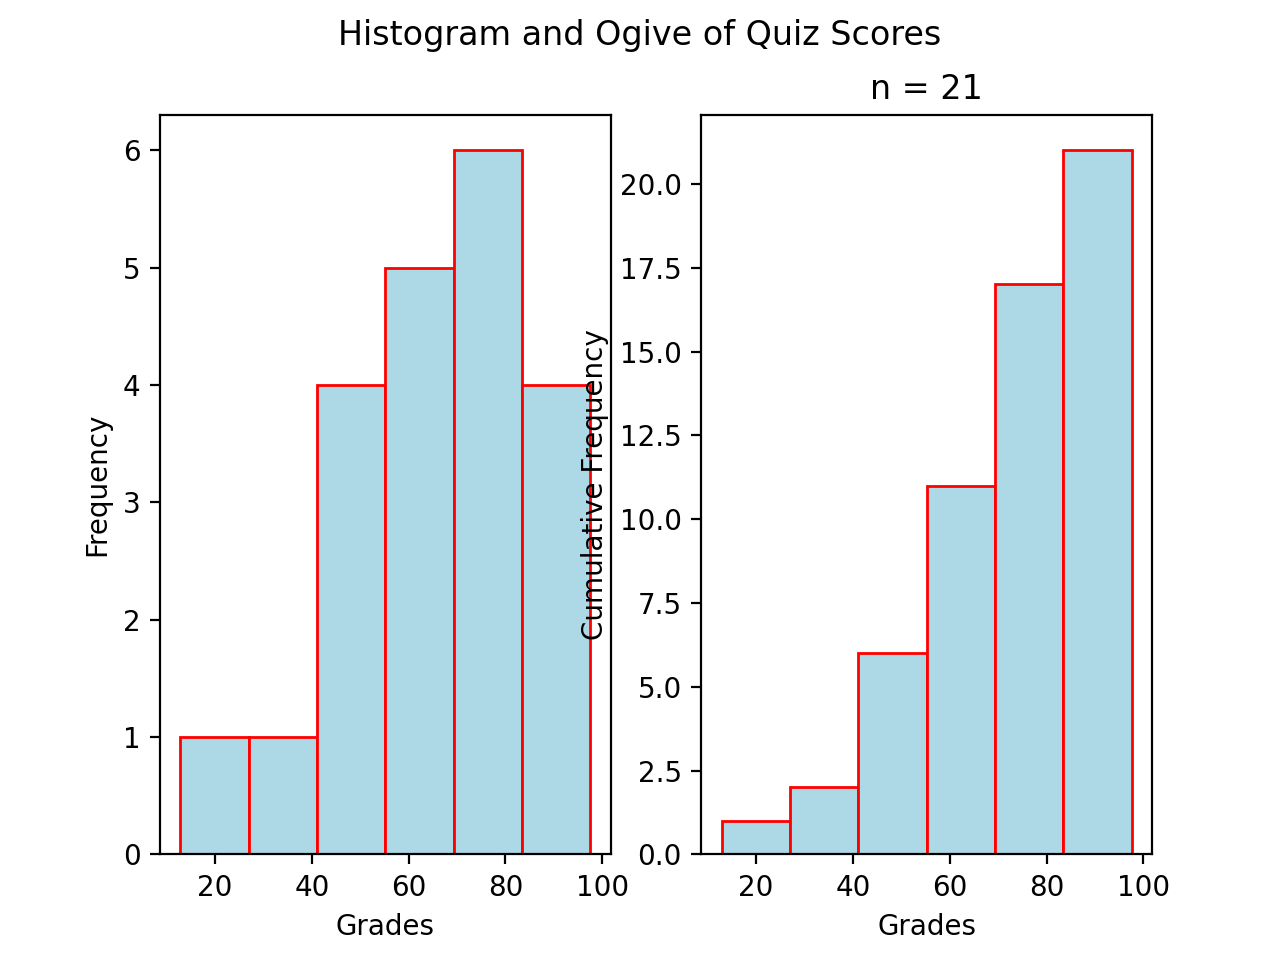 Histogram and Ogive of Quiz Scores
n = 21
6
5
4
3
2
1
0
Frequency
20 40 60 80 100
Grades
20.0
17.5
15.0
12.5
10.0
7.5
5.0
2.5
0.0
Cumulative Frequency
20 40 60 80 100
Grades